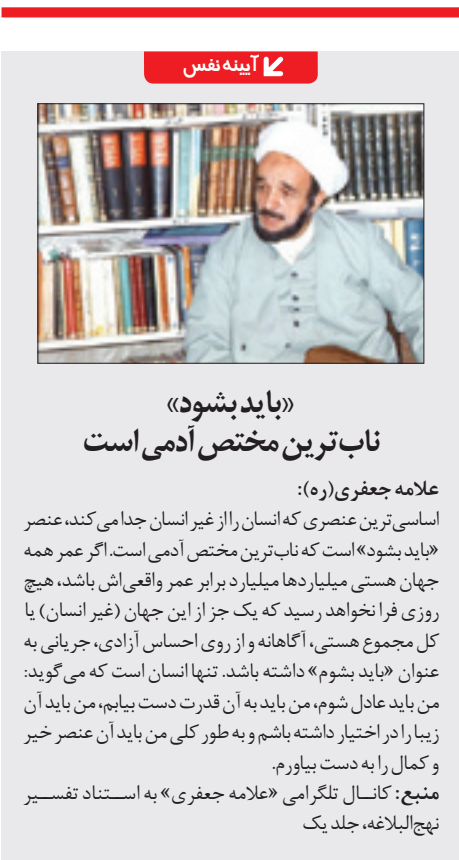 آیینه نفس
«باید بشود»
ناب‌ترین مختص آدمی است
علامه جعفری(ره):
اساسی‌ترین عنصری که انسان را از غیر انسان جدا می‌کند، عنصر
«باید بشود» است که ناب‌ترین مختص آدمی است. اگر عمر همه
جهان هستی میلیاردها میلیارد برابر عمر واقعی‌اش باشد، هیچ
روزی فرا نخواهد رسید که یک جز از این جهان (غیر انسان) یا
کل مجموع هستی، آگاهانه و از روی احساس آزادی، جریانی به
عنوان «باید بشوم» داشته باشد. تنها انسان است که می‌گوید:
من باید عادل شوم، من باید به آن قدرت دست بیابم، من باید آن
زیبا را در اختیار داشته باشم و به طور کلی من باید آن عنصر خیر
و کمال را به دست بیاورم.
منبع: کانــال تلگرامی «علامه جعفری» به اســتناد تفســیر
نهج‌البلاغه، جلد یک